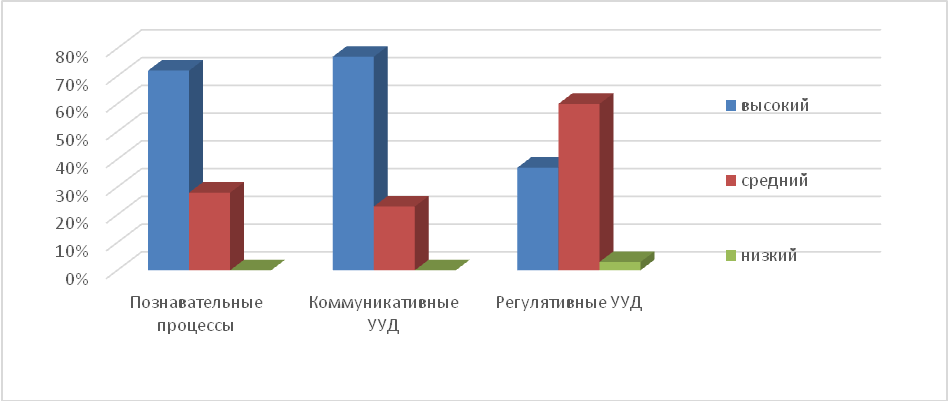 80%
70%
60%
50%
40%
30%
20%
10%
0%
Познавательные
процессы
Коммуникативные
УУД
Регулятивные УУД
высокий
средний
низкий